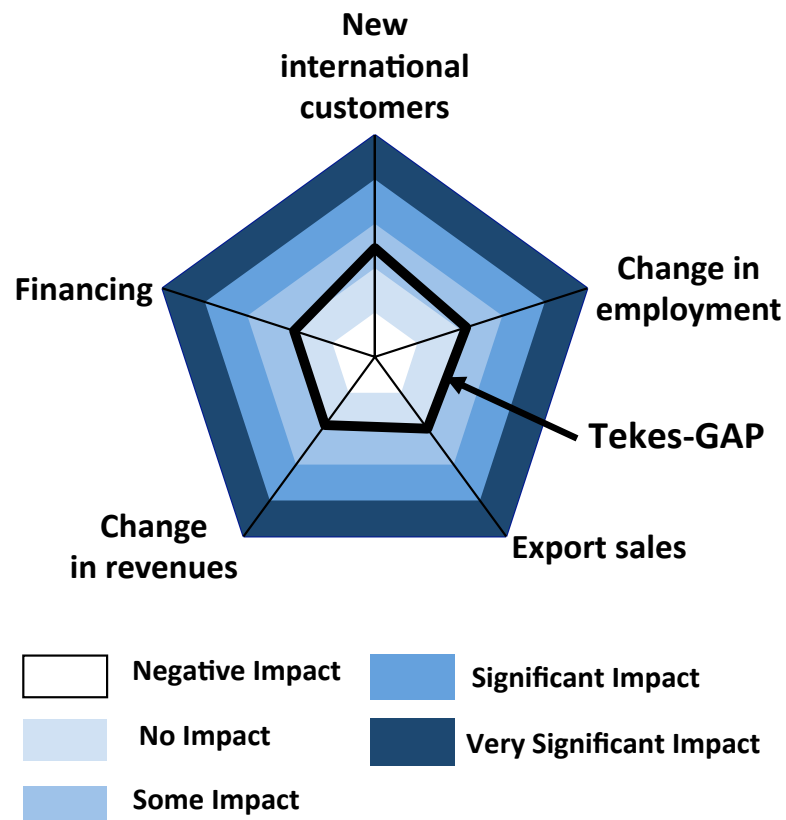 New
international
customers
Financing
Change in
employment
Tekes-GAP
Change
in revenues
Export sales
Negative Impact
Significant Impact
No Impact
Very Significant Impact
Some Impact